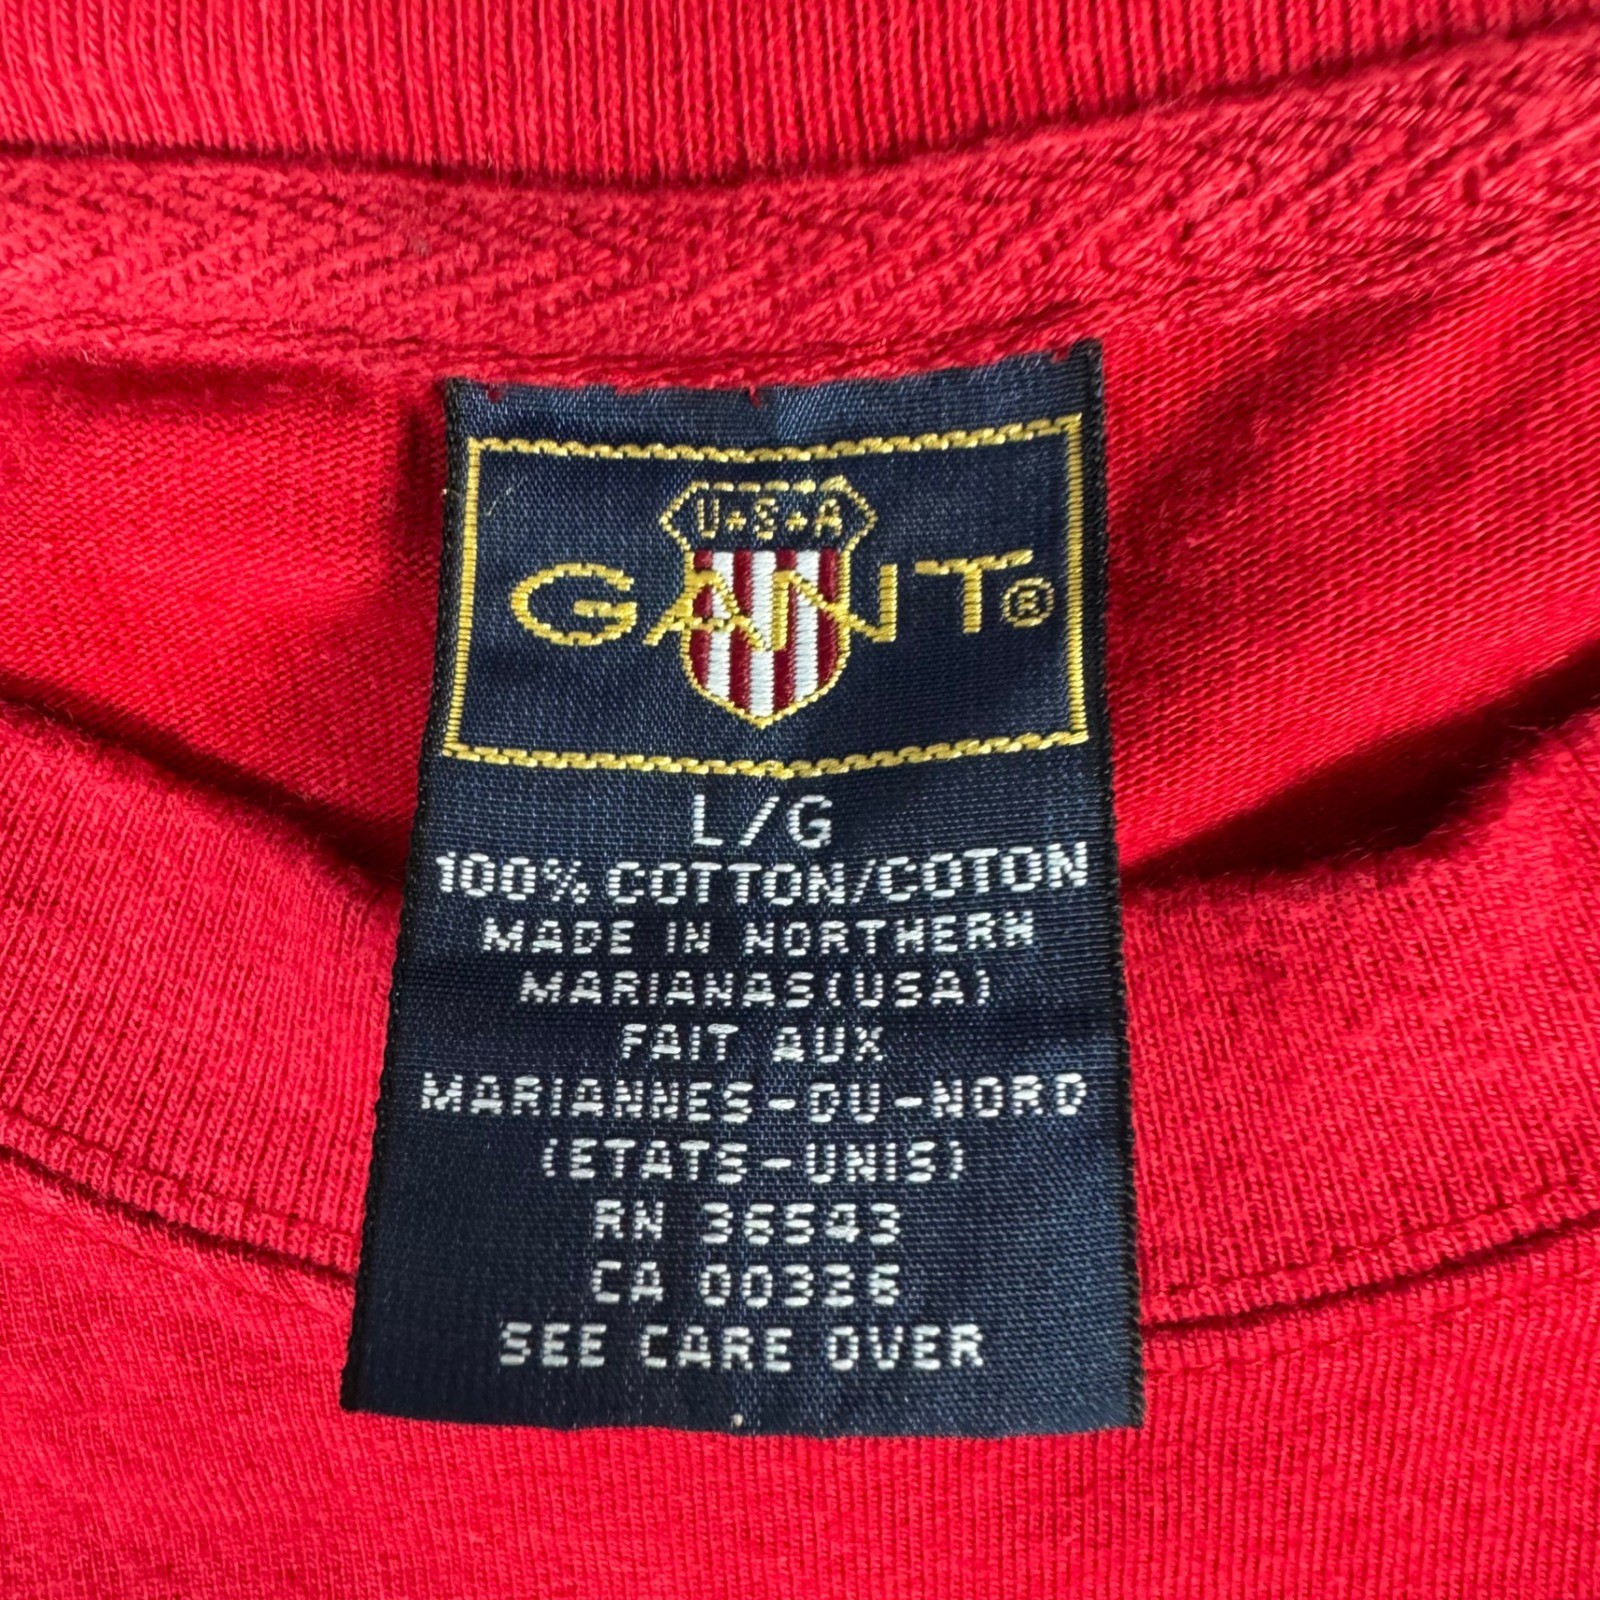 U•S•A
GANT®
L/G
100% COTTON/COTON
MADE IN NORTHERN
MARIANAS(USA)
FAIT AUX
MARIANNES-DU-NORD
(ETATS-UNIS)
RN 36543
CA 00326
SEE CARE OVER